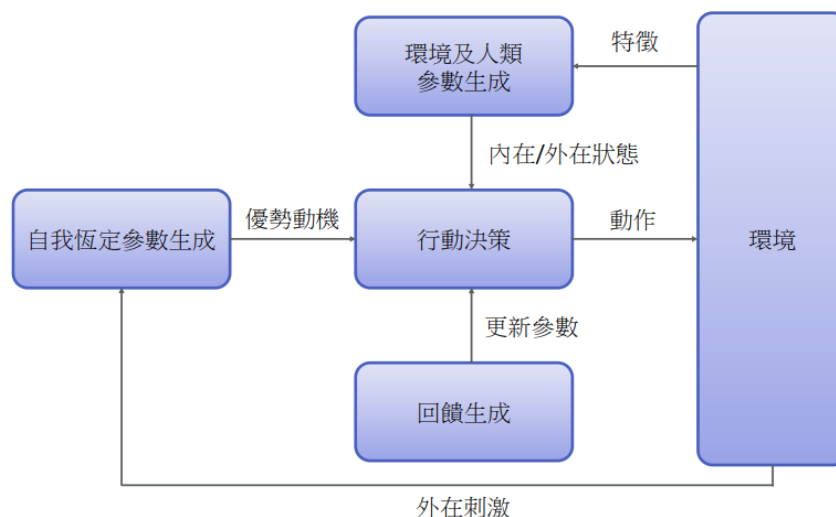 環境及人類
參數生成
特徵
內在/外在狀態
自我恆定參數生成
優勢動機
行動決策
動作
環境
更新參數
回饋生成
外在刺激